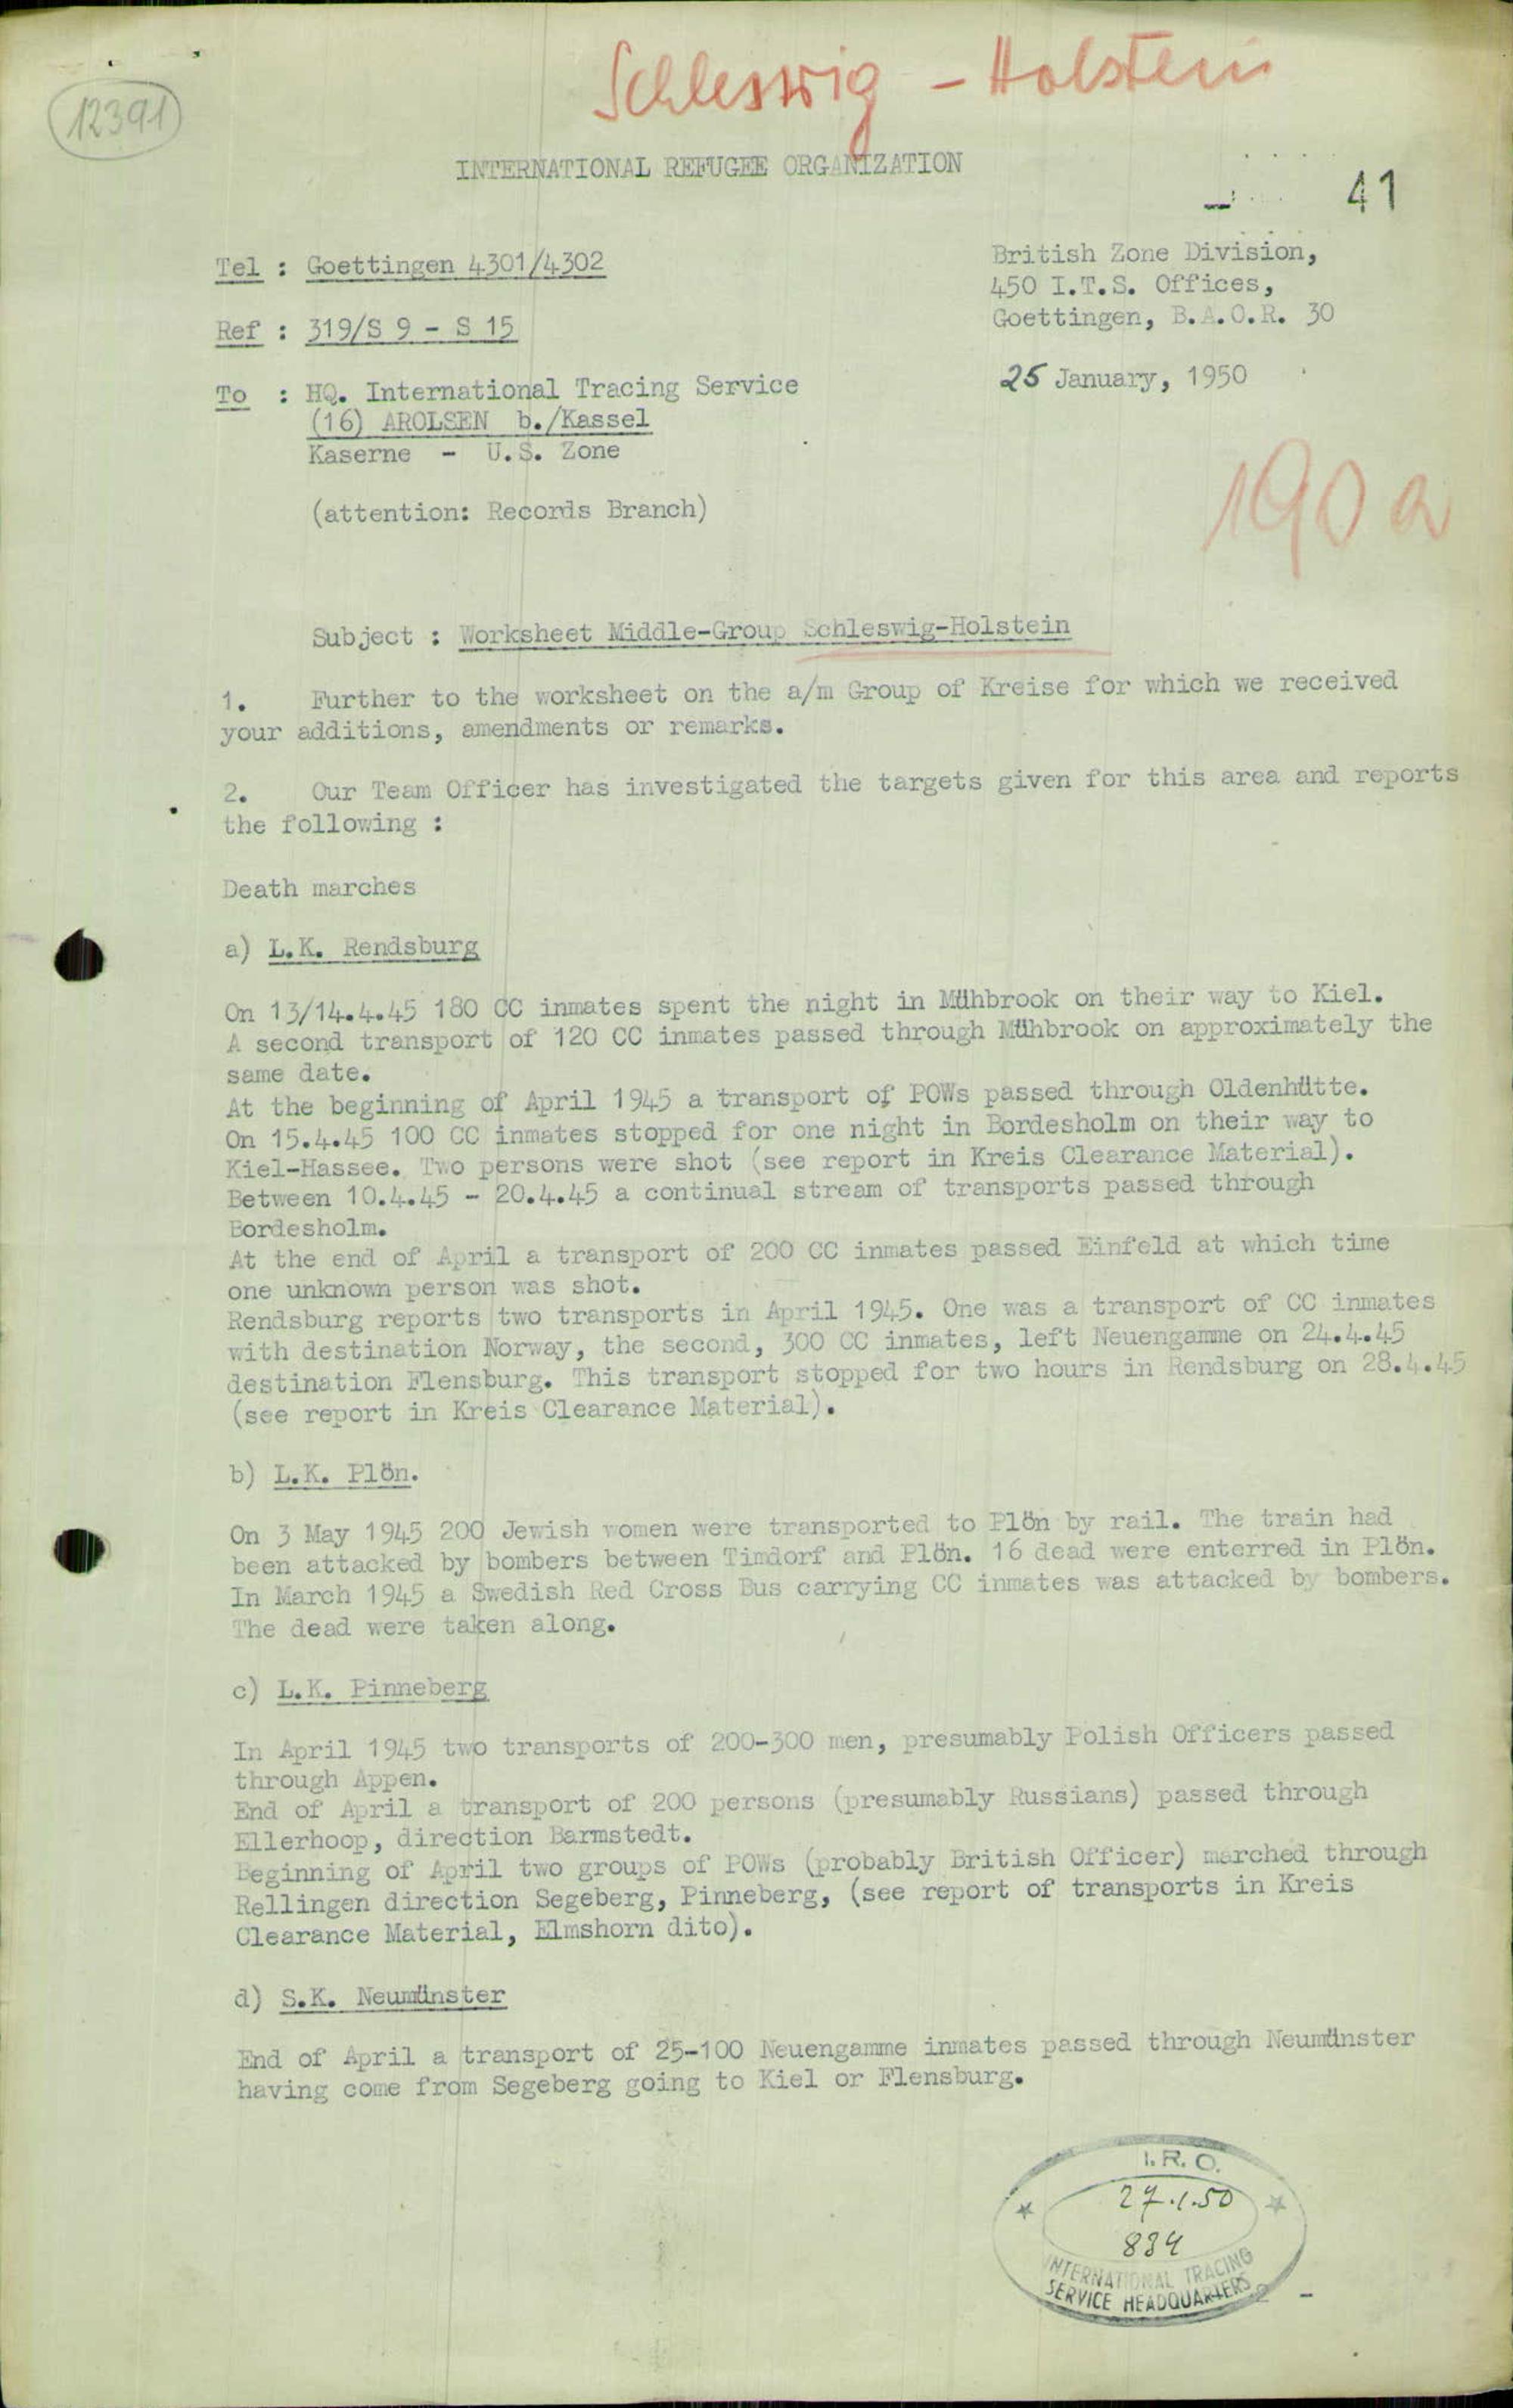 Schleswig - Holstein
12391
INTERNATIONAL REFUGEE ORGANIZATION
41
Tel : Goettingen 4301/4302
British Zone Division,
450 I.T.S. Offices,
Goettingen, B.A.O.R. 30
Ref : 319/S 9 - S 15
25 January, 1950
To : HQ. International Tracing Service
(16) AROLSEN b./Kassel
Kaserne - U.S. Zone
190 a
(attention: Records Branch)
Subject : Worksheet Middle-Group Schleswig-Holstein
1. Further to the worksheet on the a/m Group of Kreise for which we received
your additions, amendments or remarks.
2. Our Team Officer has investigated the targets given for this area and reports
the following :
Death marches
a) L.K. Rendsburg
On 13/14.4.45 180 CC inmates spent the night in Mühbrook on their way to Kiel.
A second transport of 120 CC inmates passed through Mühbrook on approximately the
same date.
At the beginning of April 1945 a transport of POWs passed through Oldenhütte.
On 15.4.45 100 CC inmates stopped for one night in Bordesholm on their way to
Kiel-Hassee. Two persons were shot (see report in Kreis Clearance Material).
Between 10.4.45 - 20.4.45 a continual stream of transports passed through
Bordesholm.
At the end of April a transport of 200 CC inmates passed Einfeld at which time
one unknown person was shot.
Rendsburg reports two transports in April 1945. One was a transport of CC inmates
with destination Norway, the second, 300 CC inmates, left Neuengamme on 24.4.45
destination Flensburg. This transport stopped for two hours in Rendsburg on 28.4.45
(see report in Kreis Clearance Material).
b) L.K. Plön.
On 3 May 1945 200 Jewish women were transported to Plön by rail. The train had
been attacked by bombers between Timdorf and Plön. 16 dead were enterred in Plön.
In March 1945 a Swedish Red Cross Bus carrying CC inmates was attacked by bombers.
The dead were taken along.
c) L.K. Pinneberg
In April 1945 two transports of 200-300 men, presumably Polish Officers passed
through Appen.
End of April a transport of 200 persons (presumably Russians) passed through
Ellerhoop, direction Barmstedt.
Beginning of April two groups of POWs (probably British Officer) marched through
Rellingen direction Segeberg, Pinneberg, (see report of transports in Kreis
Clearance Material, Elmshorn dito).
d) S.K. Neumünster
End of April a transport of 25-100 Neuengamme inmates passed through Neumünster
having come from Segeberg going to Kiel or Flensburg.
I.R.O.
27.1.50
834
INTERNATIONAL TRACING
SERVICE HEADQUARTERS
2 -